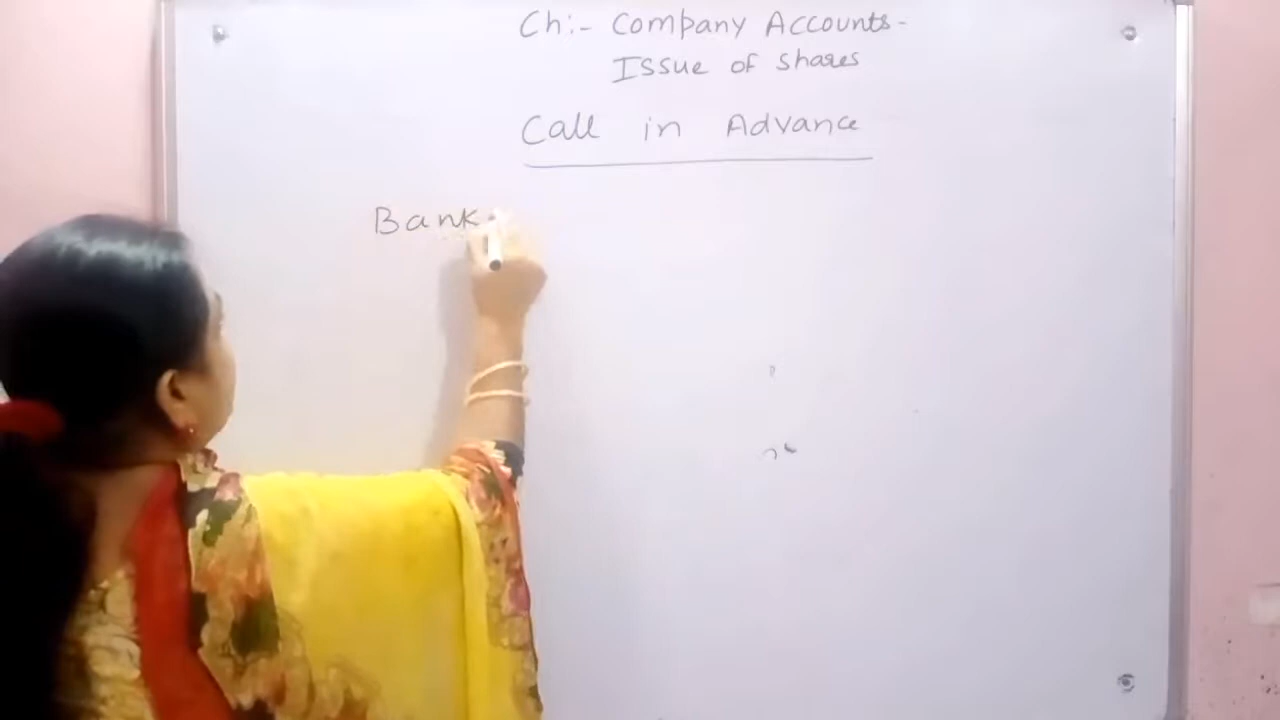 Ch:- Company Accounts-
Issue of shares
Call in Advance
Bank